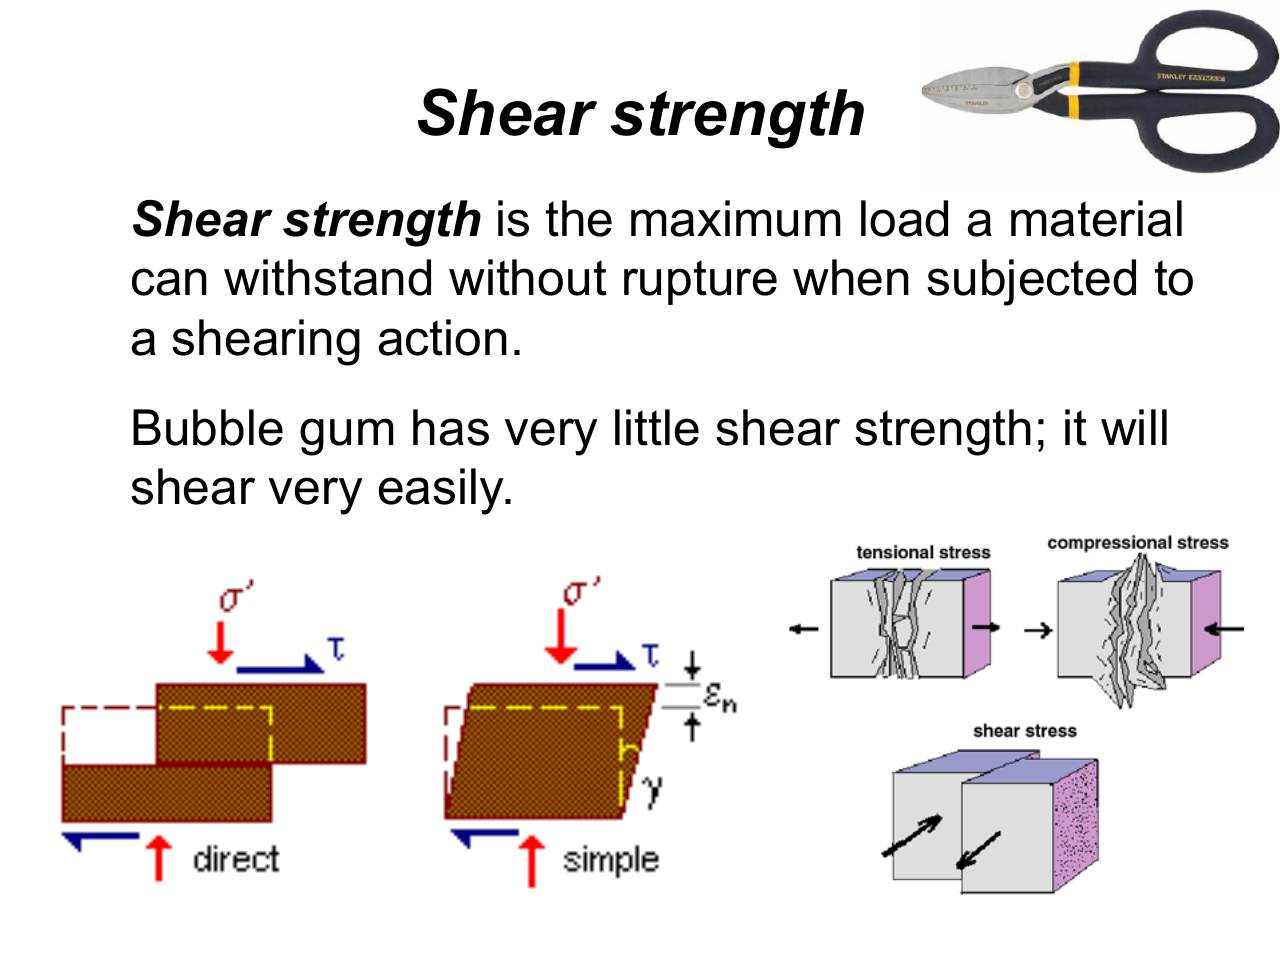 Shear strength
STANLEY
STANLEY
Shear strength is the maximum load a material
can withstand without rupture when subjected to
a shearing action.
Bubble gum has very little shear strength; it will
shear very easily.
σ′
τ
direct
σ′
τ
εn
γ
simple
tensional stress
compressional stress
shear stress